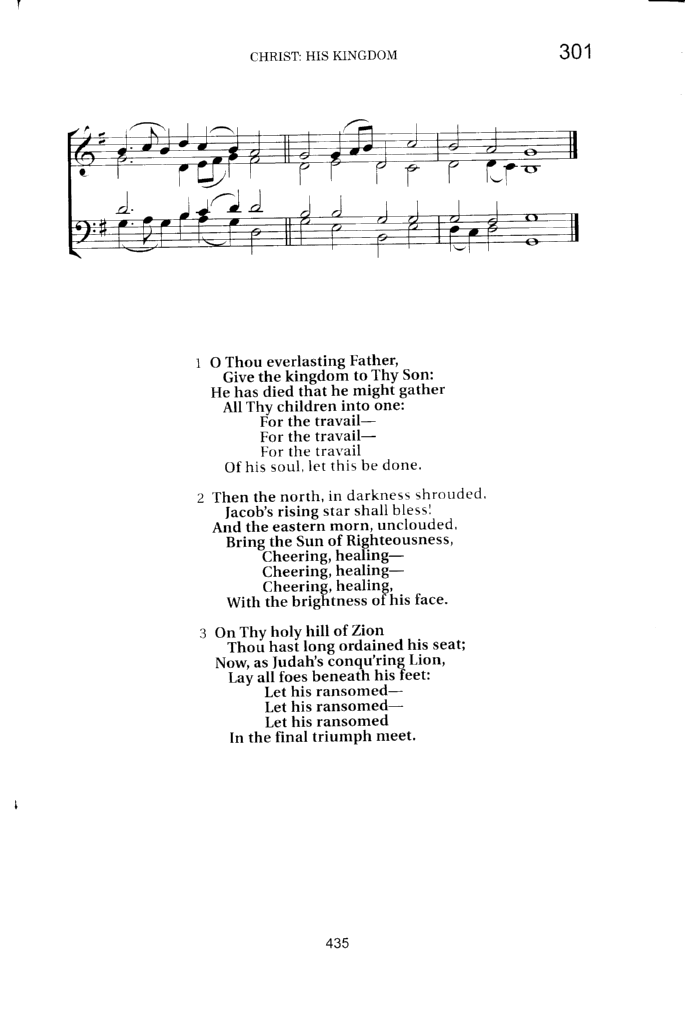 CHRIST: HIS KINGDOM
301
1 O Thou everlasting Father,
Give the kingdom to Thy Son:
He has died that he might gather
All Thy children into one:
For the travail—
For the travail—
For the travail
Of his soul, let this be done.
2 Then the north, in darkness shrouded,
Jacob's rising star shall bless!
And the eastern morn, unclouded,
Bring the Sun of Righteousness,
Cheering, healing—
Cheering, healing—
Cheering, healing,
With the brightness of his face.
3 On Thy holy hill of Zion
Thou hast long ordained his seat;
Now, as Judah's conqu'ring Lion,
Lay all foes beneath his feet:
Let his ransomed—
Let his ransomed—
Let his ransomed
In the final triumph meet.
435